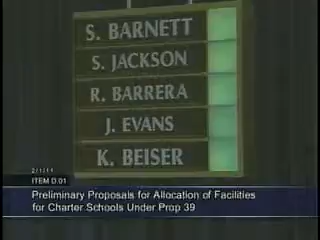 S. BARNETT
S. JACKSON
R. BARRERA
J. EVANS
K. BEISER
2/1/11
ITEM D.01
Preliminary Proposals for Allocation of Facilities
for Charter Schools Under Prop 39